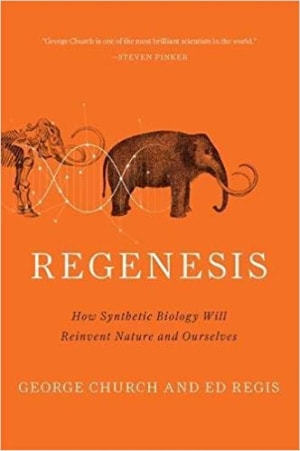 "George Church is one of the most brilliant scientists in the world."
—STEVEN PINKER
REGENESIS
How Synthetic Biology Will
Reinvent Nature and Ourselves
GEORGE CHURCH AND ED REGIS